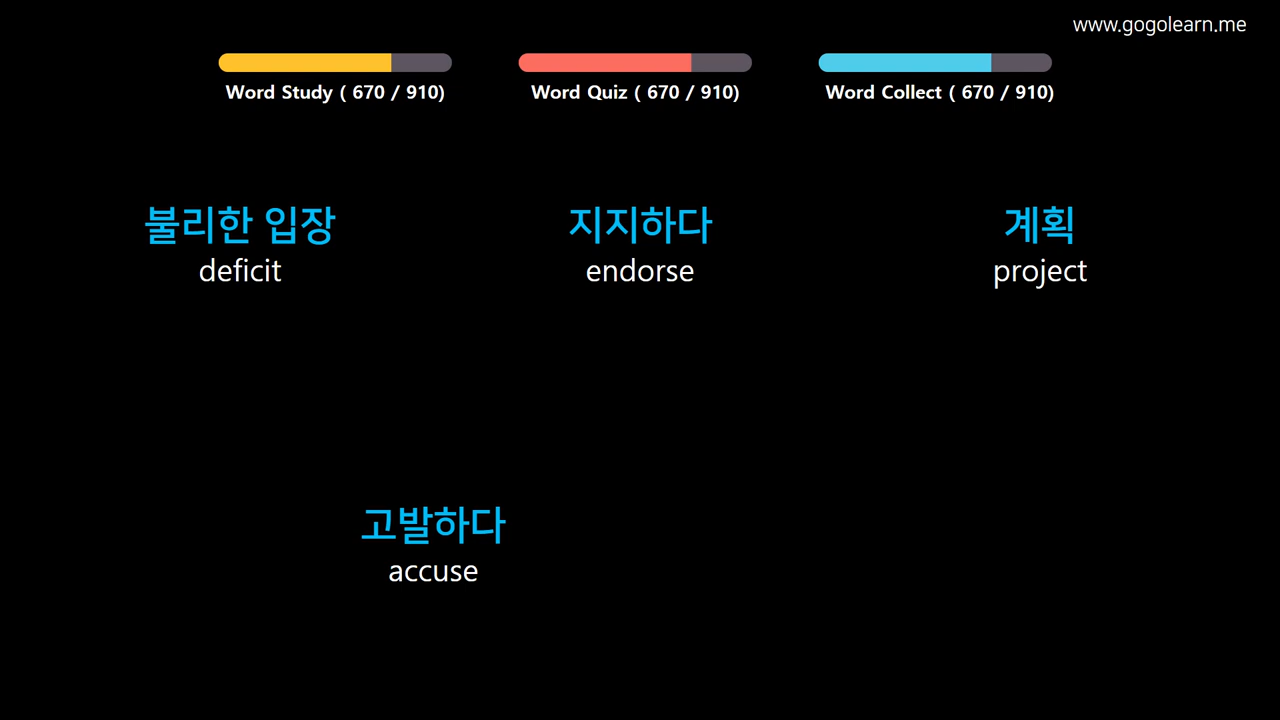 www.gogolearn.me
Word Study ( 670 / 910)
Word Quiz ( 670 / 910)
Word Collect ( 670 / 910)
불리한 입장
deficit
지지하다
endorse
계획
project
고발하다
accuse